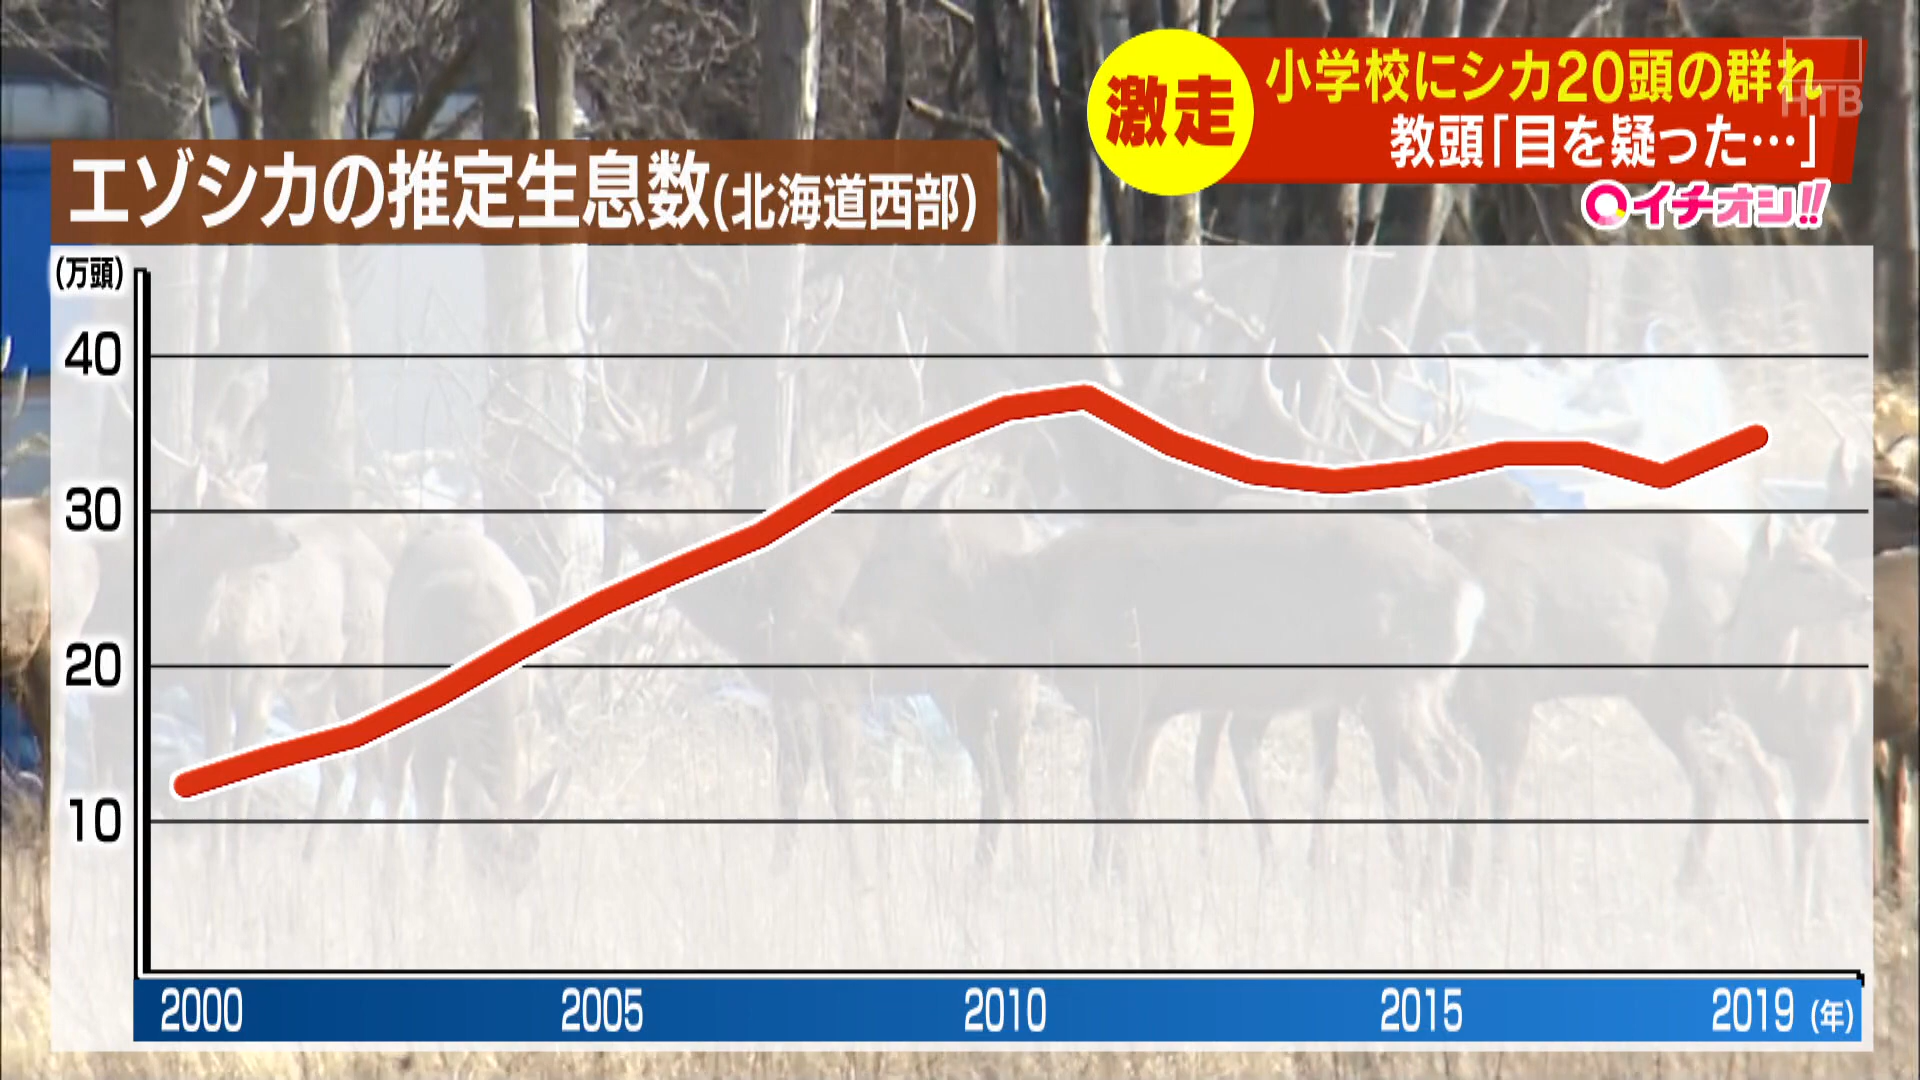 激走
小学校にシカ20頭の群れ
教頭「目を疑った…」
HTB
イチオシ!!
エゾシカの推定生息数(北海道西部)
(万頭)
40
30
20
10
2000 2005 2010 2015 2019 (年)